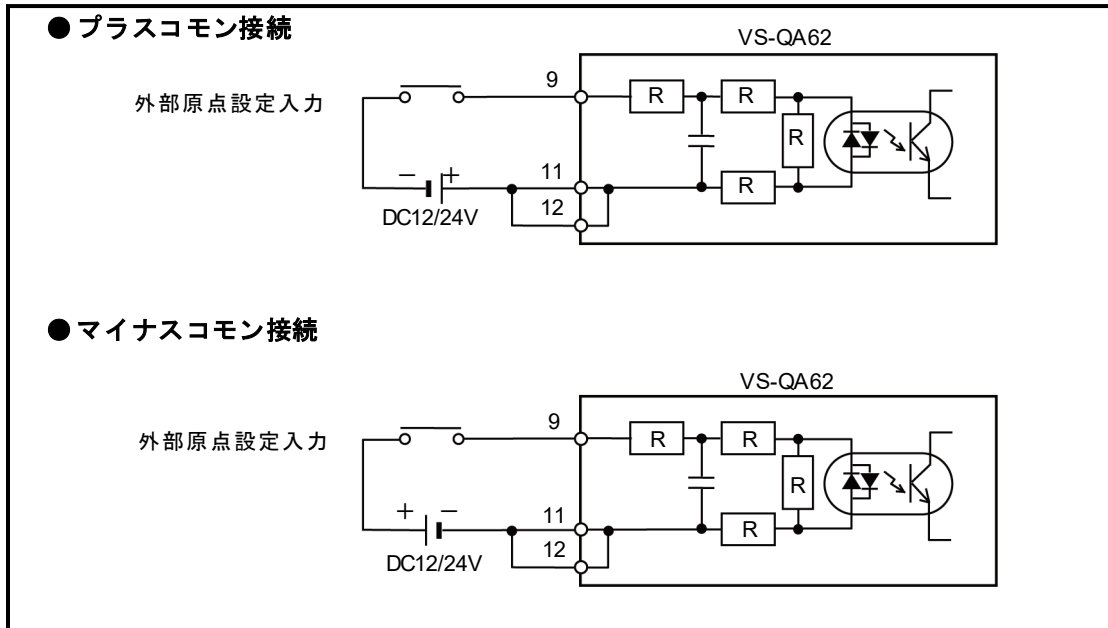 ●プラスコモン接続
VS-QA62
外部原点設定入力
9
R
R
R
− +
11
R
DC12/24V
12
●マイナスコモン接続
VS-QA62
外部原点設定入力
9
R
R
R
+ −
11
R
DC12/24V
12